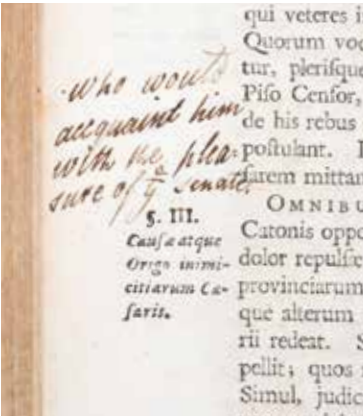 Who would
acquaint him
with the plea-
sure of yᵉ Senate.
§. III.
Causæ atque
Origo inimi-
citiarum Cæ-
saris.
qui veteres i
Quorum voc
tur, pleriſque
Piſo Cenſor,
de his rebus
poſtulant. I
ſarem mittan
OMNIBU
Catonis oppo
dolor repulſæ
provinciarum
que alterum
rii redeat. S
pellit; quos
Simul, judic